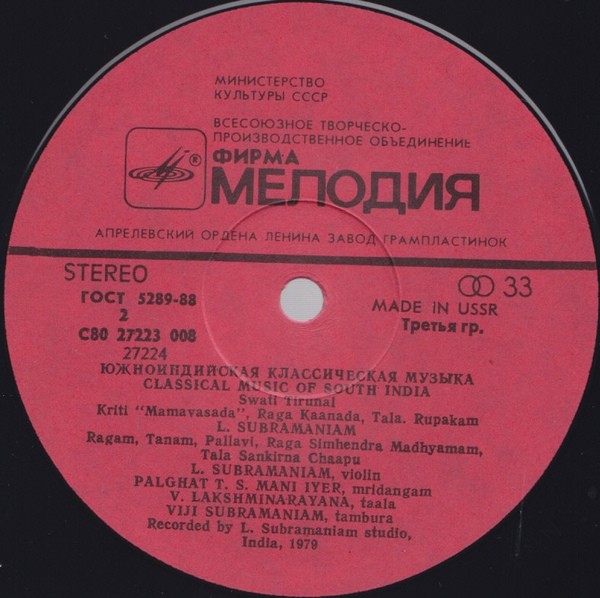 МИНИСТЕРСТВО
КУЛЬТУРЫ СССР
ВСЕСОЮЗНОЕ ТВОРЧЕСКО-
ПРОИЗВОДСТВЕННОЕ ОБЪЕДИНЕНИЕ
®
ФИРМА
МЕЛОДИЯ
АПРЕЛЕВСКИЙ ОРДЕНА ЛЕНИНА ЗАВОД ГРАМПЛАСТИНОК
STEREO
33
ГОСТ 5289-88
MADE IN USSR
2
Третья гр.
С80 27223 008
27224
ЮЖНОИНДИЙСКАЯ КЛАССИЧЕСКАЯ МУЗЫКА
CLASSICAL MUSIC OF SOUTH INDIA
Swati Tirunal
Kriti "Mamavasada", Raga Kaanada, Tala. Rupakam
L. SUBRAMANIAM
Ragam, Tanam, Pallavi, Raga Simhendra Madhyamam,
Tala Sankirna Chaapu
L. SUBRAMANIAM, violin
PALGHAT T. S. MANI IYER, mridangam
V. LAKSHMINARAYANA, taala
VIJI SUBRAMANIAM, tambura
Recorded by L. Subramaniam studio,
India, 1979